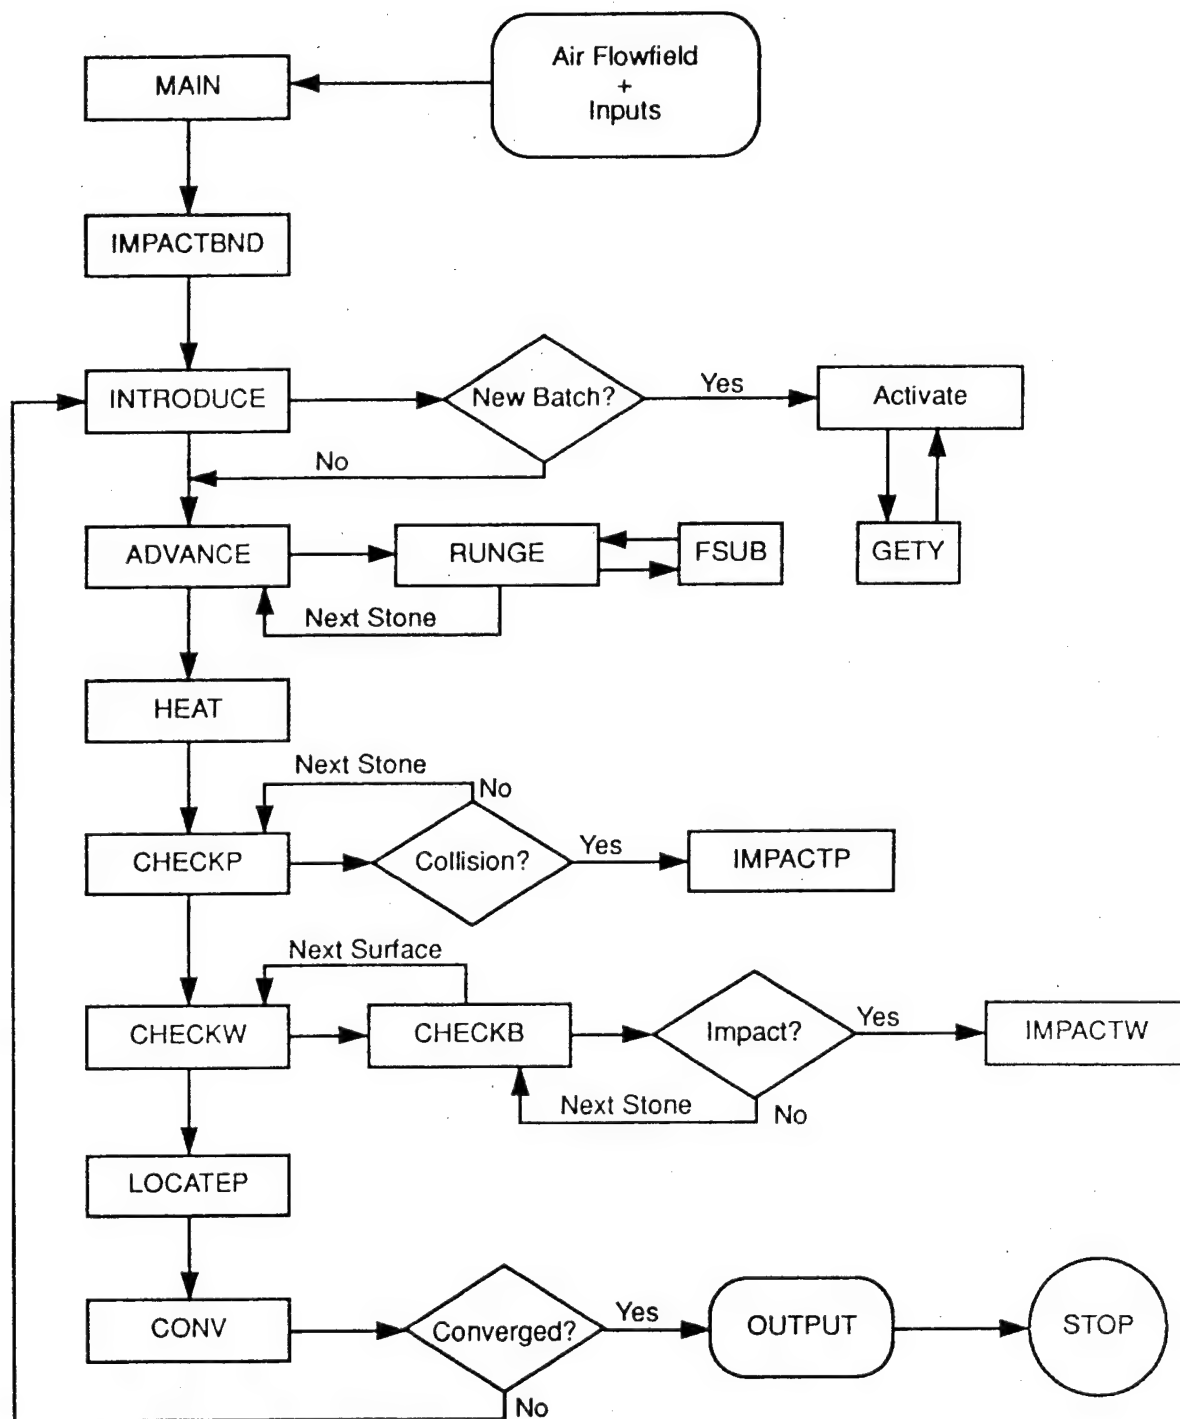 Air Flowfield
+
Inputs
MAIN
IMPACTBND
INTRODUCE
New Batch?
Yes
Activate
No
ADVANCE
RUNGE
FSUB
GETY
Next Stone
HEAT
Next Stone
No
CHECKP
Collision?
Yes
IMPACTP
Next Surface
CHECKW
CHECKB
Impact?
Yes
IMPACTW
Next Stone
No
LOCATEP
CONV
Converged?
Yes
OUTPUT
STOP
No